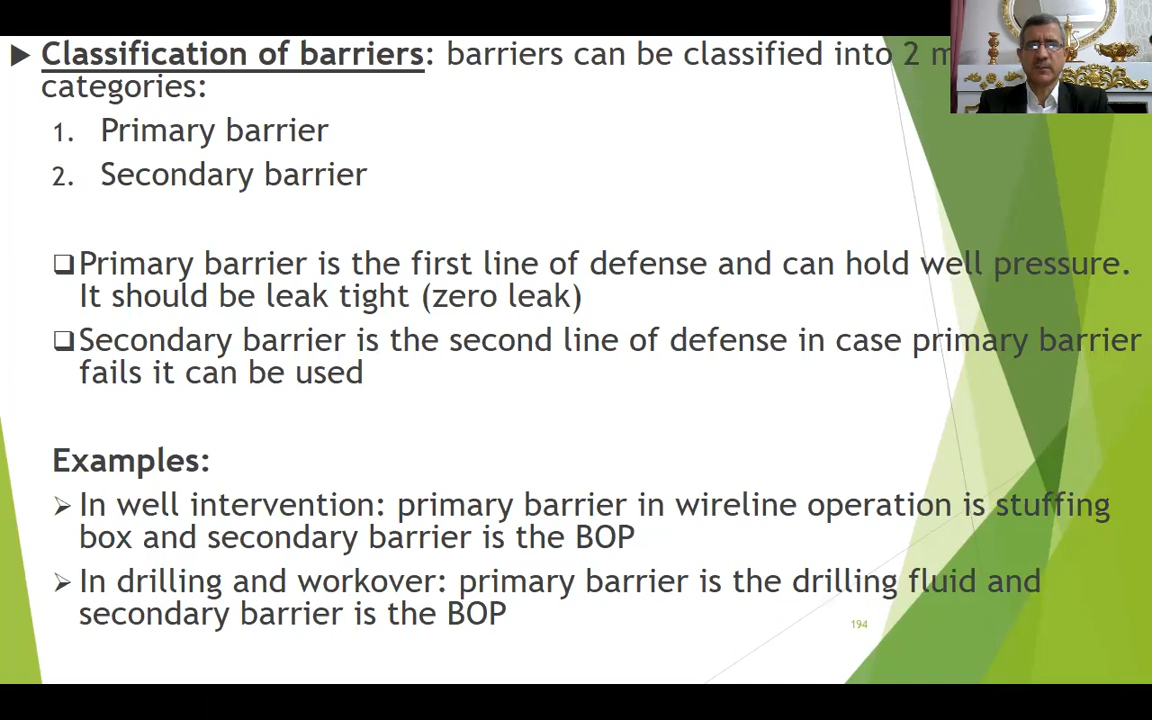 Classification of barriers: barriers can be classified into 2
categories:
1. Primary barrier
2. Secondary barrier
Primary barrier is the first line of defense and can hold well pressure.
It should be leak tight (zero leak)
Secondary barrier is the second line of defense in case primary barrier
fails it can be used
Examples:
In well intervention: primary barrier in wireline operation is stuffing
box and secondary barrier is the BOP
In drilling and workover: primary barrier is the drilling fluid and
secondary barrier is the BOP
194